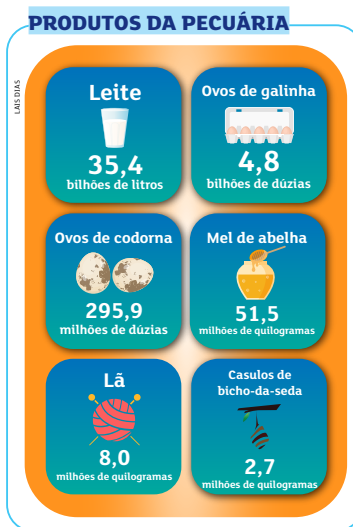 PRODUTOS DA PECUÁRIA
LAIS DIAS
Leite
35,4
bilhões de litros
Ovos de galinha
4,8
bilhões de dúzias
Ovos de codorna
295,9
milhões de dúzias
Mel de abelha
51,5
milhões de quilogramas
Lã
8,0
milhões de quilogramas
Casulos de
bicho-da-seda
2,7
milhões de quilogramas